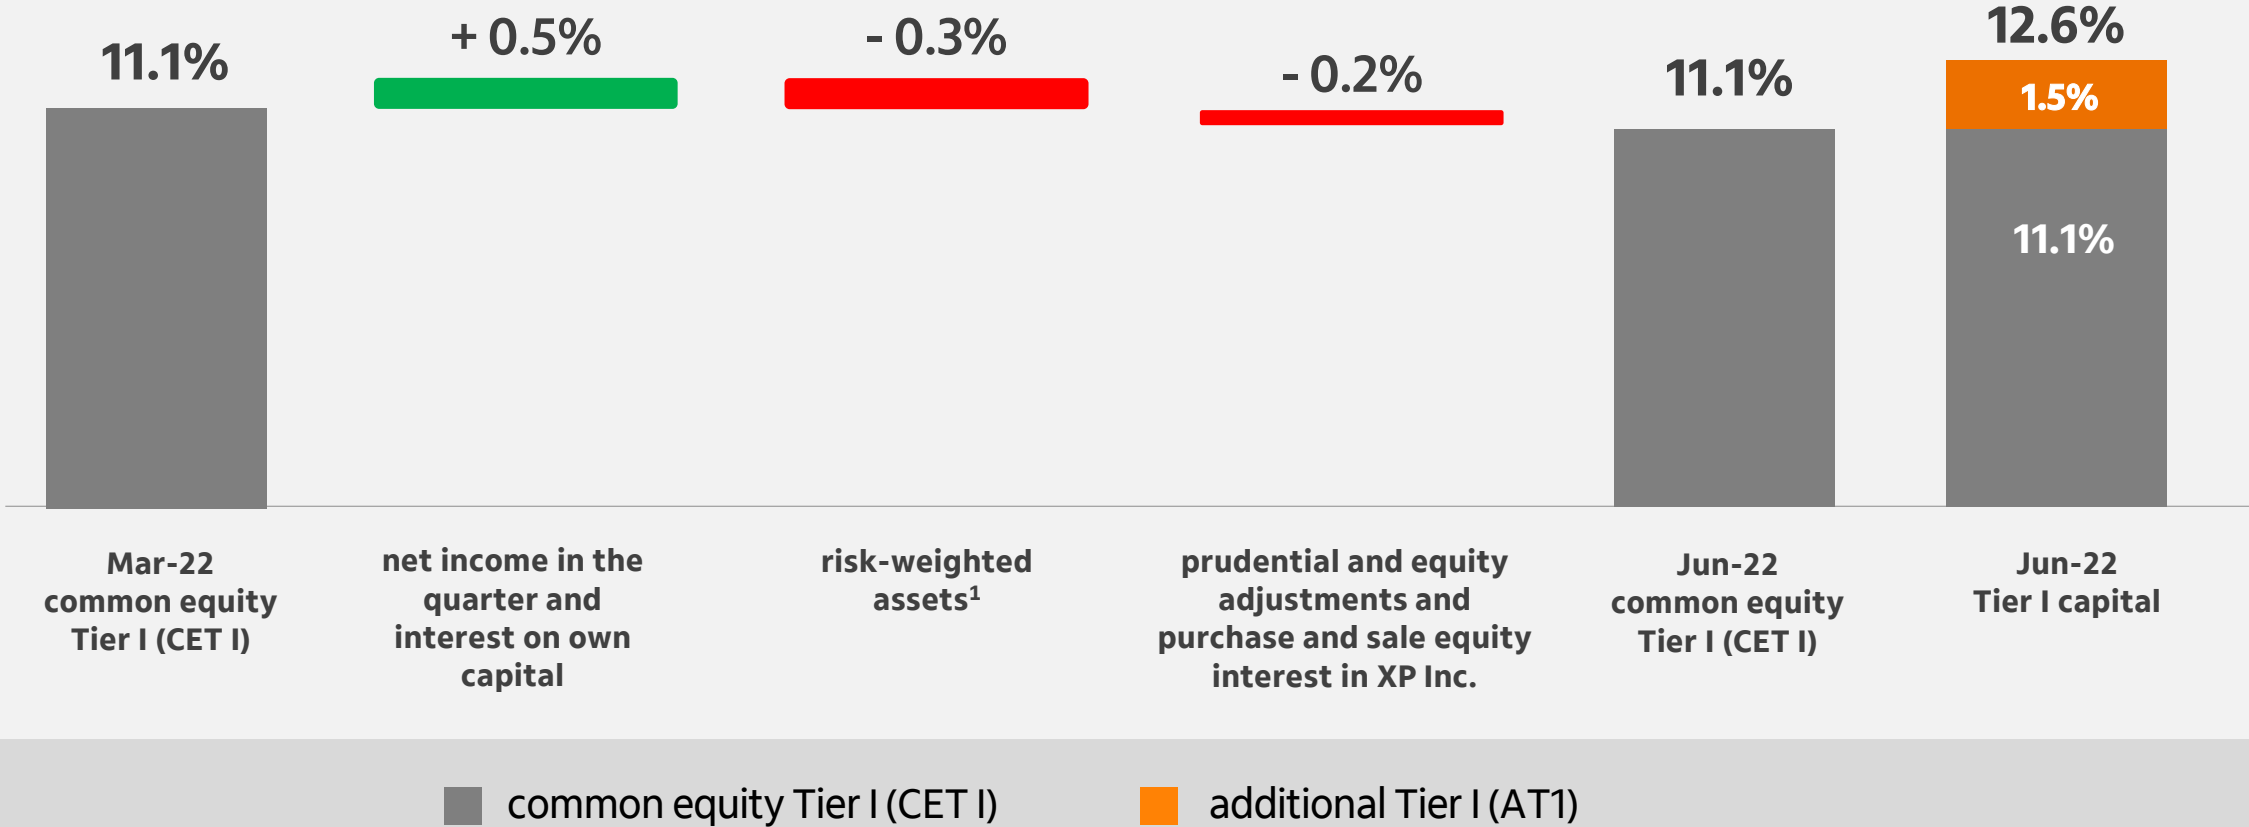 11.1%
+ 0.5%
- 0.3%
- 0.2%
11.1%
12.6%
1.5%
11.1%
Mar-22
common equity
Tier I (CET I)
net income in the
quarter and
interest on own
capital
risk-weighted
assets¹
prudential and equity
adjustments and
purchase and sale equity
interest in XP Inc.
Jun-22
common equity
Tier I (CET I)
Jun-22
Tier I capital
common equity Tier I (CET I)
additional Tier I (AT1)